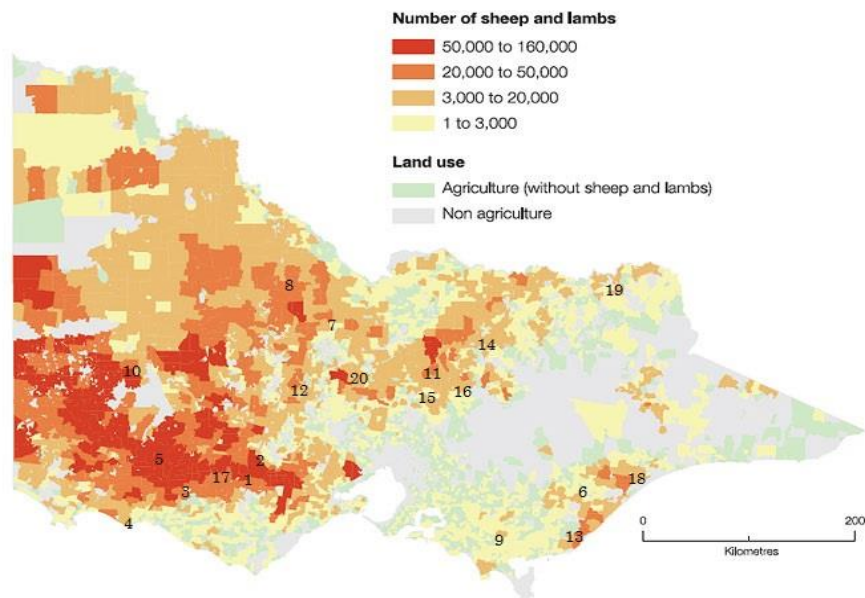 Number of sheep and lambs
50,000 to 160,000
20,000 to 50,000
3,000 to 20,000
1 to 3,000
Land use
Agriculture (without sheep and lambs)
Non agriculture
8
19
7
14
10
11
20
12
16
15
5
2
17
1
3
6
18
4
13
9
0
200
Kilometres